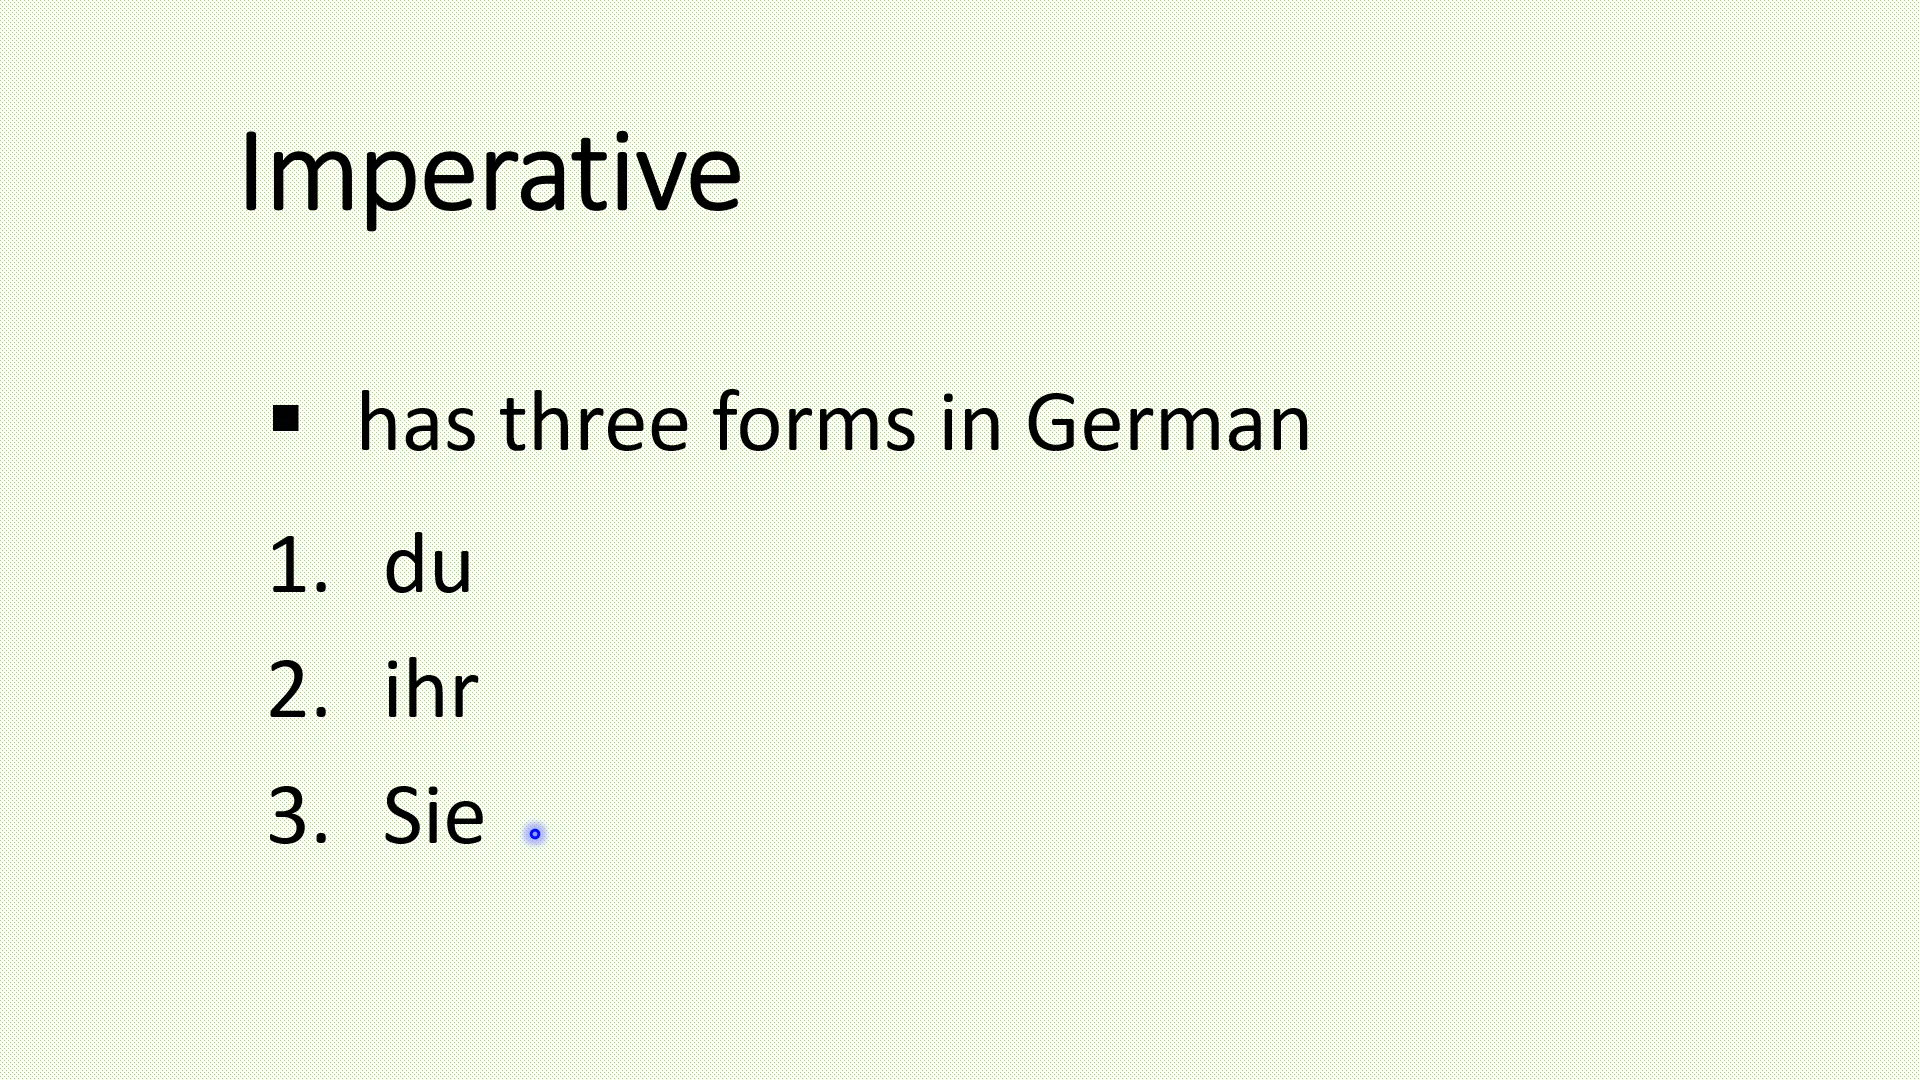 Imperative
▪ has three forms in German
1. du
2. ihr
3. Sie